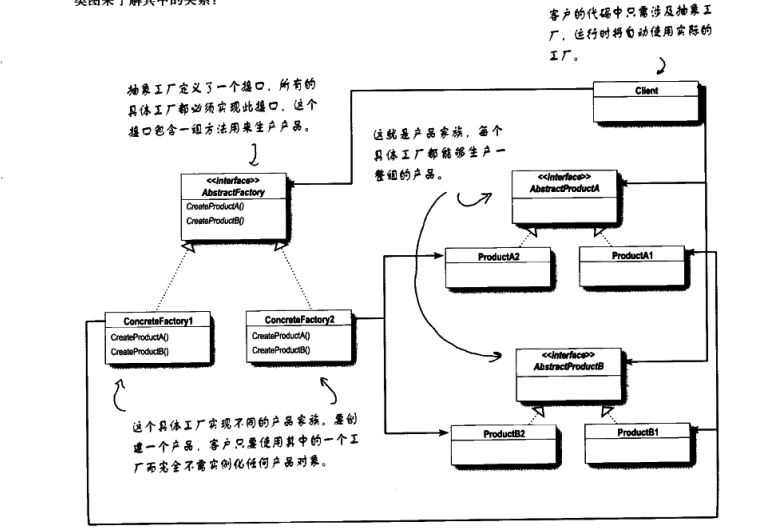 类图来了解其中的关系：
客户的代码中只需涉及抽象工
厂，运行时将自动使用实际的
工厂。
Client
抽象工厂定义了一个接口，所有的
具体工厂都必须实现此接口，这个
接口包含一组方法用来生产产品。
这就是产品家族，每个
具体工厂都能够生产一
整组的产品。
<<interface>>
AbstractFactory
CreateProductA()
CreateProductB()
<<interface>>
AbstractProductA
ProductA2
ProductA1
ConcreteFactory1
CreateProductA()
CreateProductB()
ConcreteFactory2
CreateProductA()
CreateProductB()
<<interface>>
AbstractProductB
ProductB2
ProductB1
这个具体工厂实现不同的产品家族。要创
建一个产品，客户只要使用其中的一个工
厂而完全不需实例化任何产品对象。